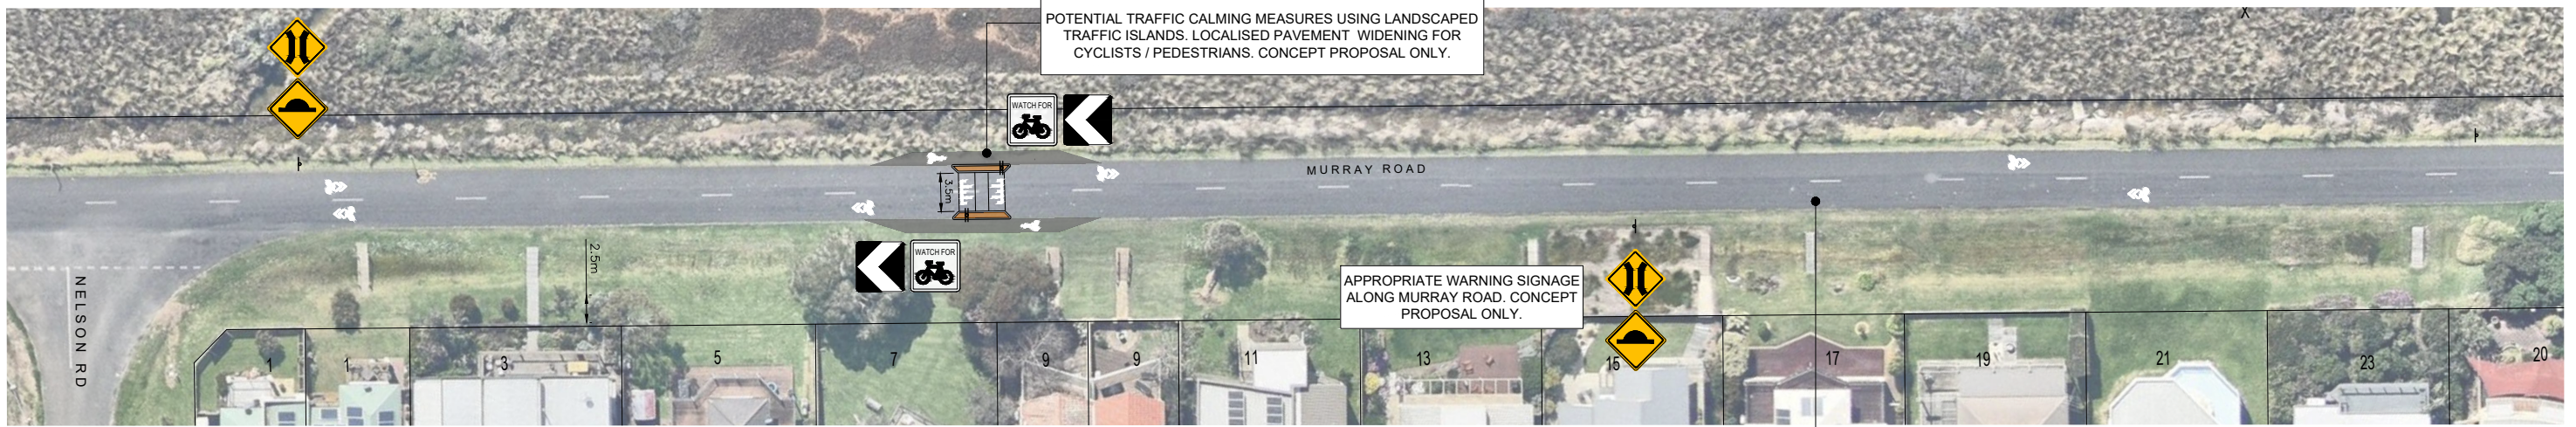 POTENTIAL TRAFFIC CALMING MEASURES USING LANDSCAPED
TRAFFIC ISLANDS. LOCALISED PAVEMENT WIDENING FOR
CYCLISTS / PEDESTRIANS. CONCEPT PROPOSAL ONLY.
X
WATCH FOR
MURRAY ROAD
3.5m
WATCH FOR
2.5m
NELSON RD
APPROPRIATE WARNING SIGNAGE
ALONG MURRAY ROAD. CONCEPT
PROPOSAL ONLY.
1
1
3
5
7
9
9
11
13
15
17
19
21
23
20